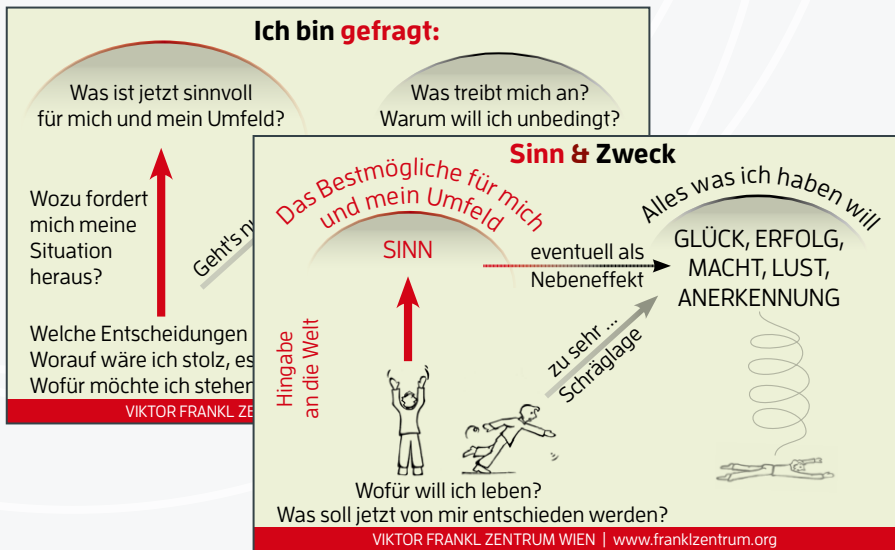 Ich bin gefragt:
Was ist jetzt sinnvoll
für mich und mein Umfeld?
Was treibt mich an?
Warum will ich unbedingt?
Wozu fordert
mich meine
Situation
heraus?
Geht's
Welche Entscheidungen
Worauf wäre ich stolz,
Wofür möchte ich
VIKTOR FRANKL
Sinn & Zweck
Das Bestmögliche für mich
und mein Umfeld
SINN
Alles was ich haben will
GLÜCK, ERFOLG,
MACHT, LUST,
ANERKENNUNG
eventuell als
Nebeneffekt
Hingabe
an die Welt
zu sehr ...
Schräglage
Wofür will ich leben?
Was soll jetzt von mir entschieden werden?
VIKTOR FRANKL ZENTRUM WIEN | www.franklzentrum.org